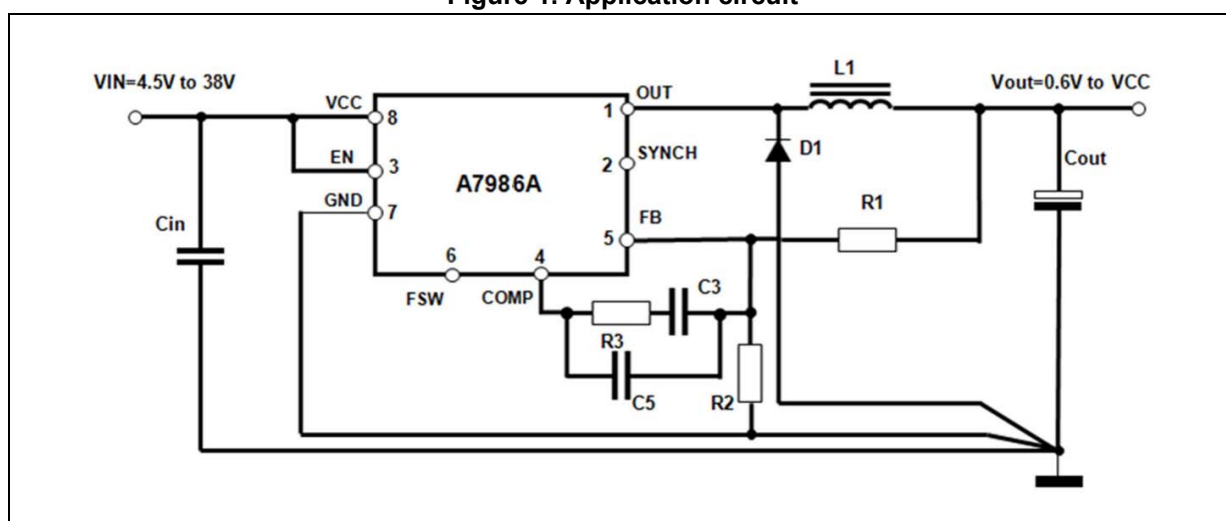 Figure 1. Application circuit
VIN=4.5V to 38V
VCC
8
EN
3
GND
7
Cin
A7986A
6
FSW
4
COMP
1
OUT
2
SYNCH
5
FB
L1
Vout=0.6V to VCC
D1
Cout
R1
C3
R3
C5
R2